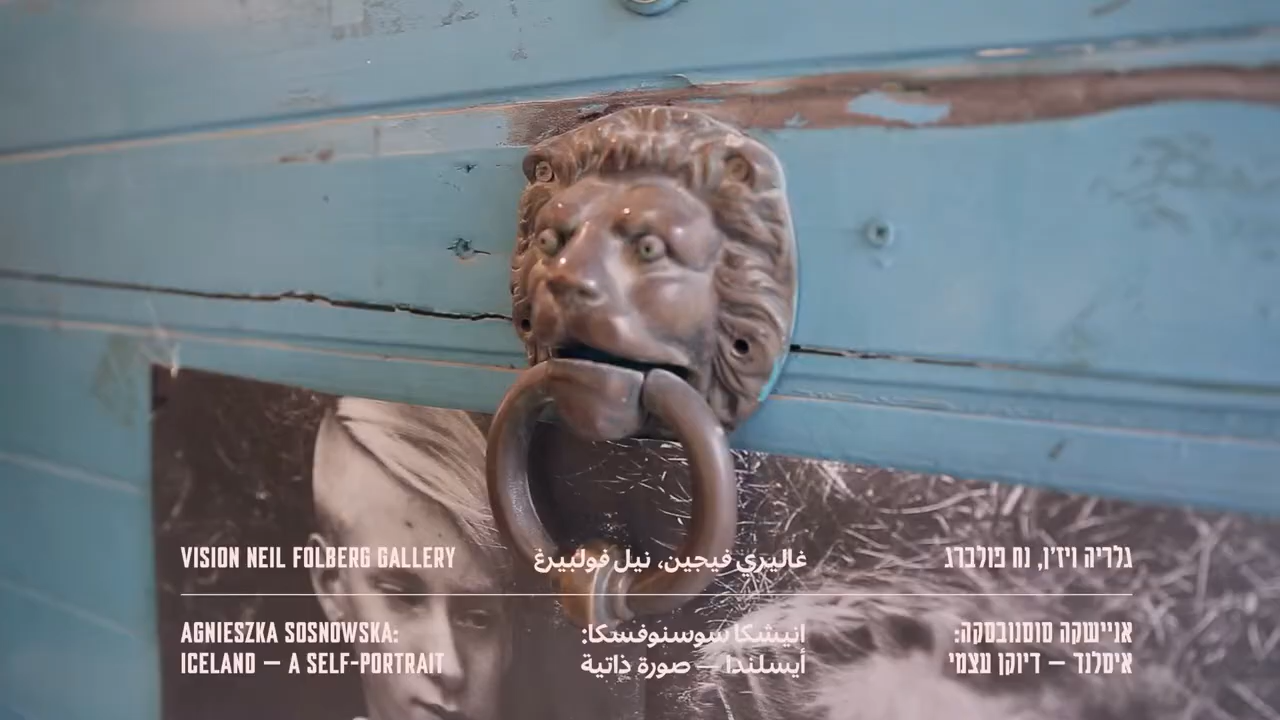 VISION NEIL FOLBERG GALLERY
غاليري فيجين، نيل فولبيرغ
גלריה ויז'ן, נח פולברג
AGNIESZKA SOSNOWSKA:
ICELAND — A SELF-PORTRAIT
انيشكا سوسنوفسكا:
أيسلندا — صورة ذاتية
אניישקה סוסנובסקה:
איסלנד — דיוקן עצמי